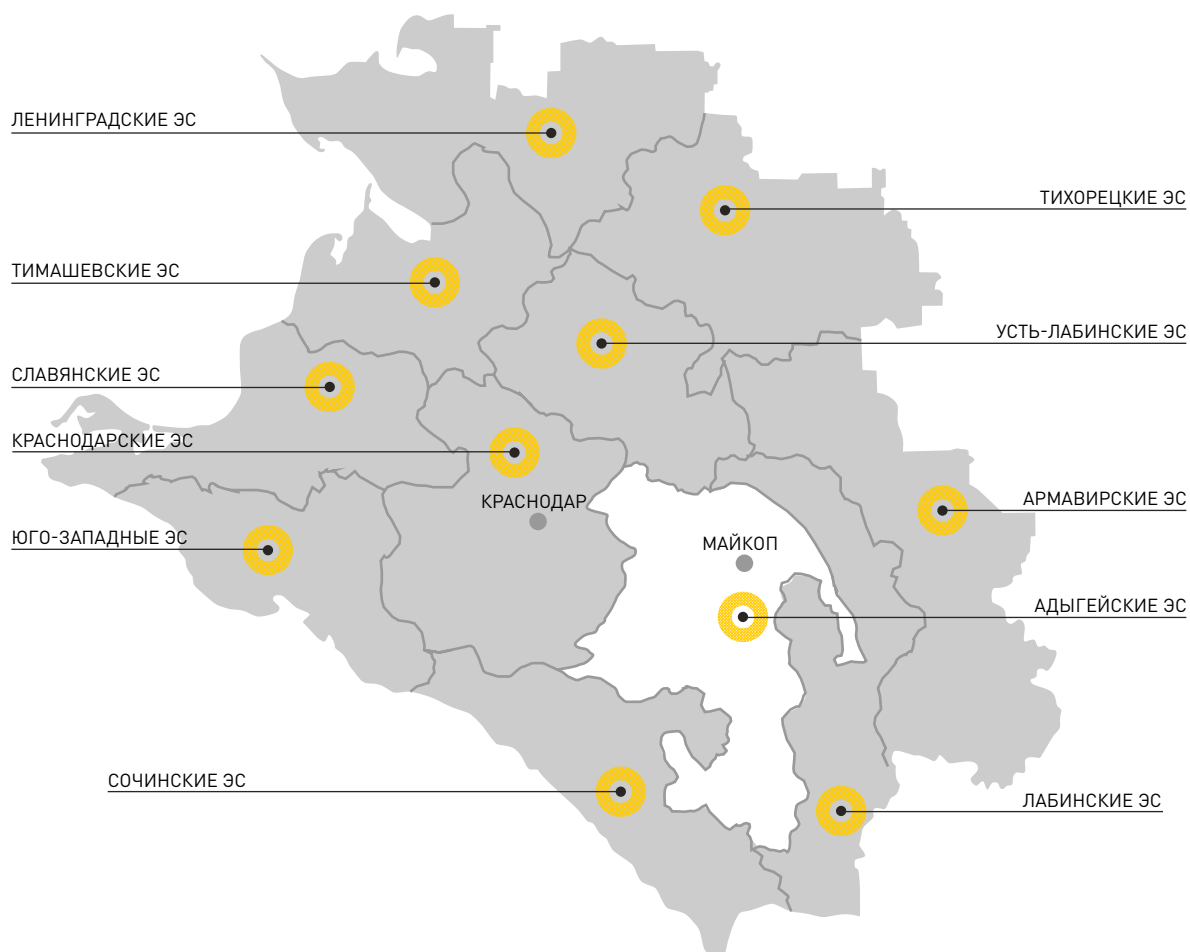 ЛЕНИНГРАДСКИЕ ЭС
ТИХОРЕЦКИЕ ЭС
ТИМАШЕВСКИЕ ЭС
УСТЬ-ЛАБИНСКИЕ ЭС
СЛАВЯНСКИЕ ЭС
КРАСНОДАРСКИЕ ЭС
КРАСНОДАР
АРМАВИРСКИЕ ЭС
ЮГО-ЗАПАДНЫЕ ЭС
МАЙКОП
АДЫГЕЙСКИЕ ЭС
СОЧИНСКИЕ ЭС
ЛАБИНСКИЕ ЭС